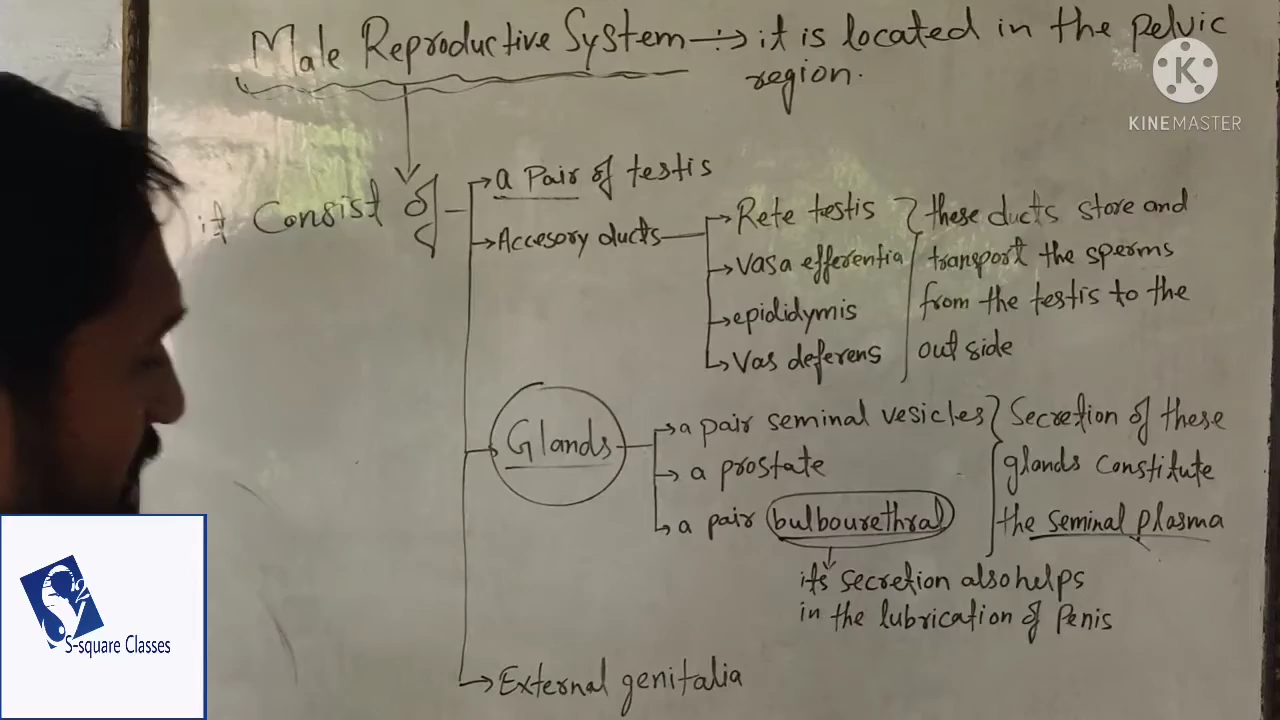 Male Reproductive System → it is located in the pelvic
region.
KINEMASTER
it Consist of
→ a Pair of testis
→ Accesory ducts
→ Rete testis
→ Vasa efferentia
→ epididymis
→ Vas deferens
these ducts store and
transport the sperms
from the testis to the
out side
Glands
→ a pair seminal vesicles
→ a prostate
→ a pair bulbourethral
Secretion of these
glands constitute
the seminal plasma
its secretion also helps
in the lubrication of Penis
→ External genitalia
S-square Classes